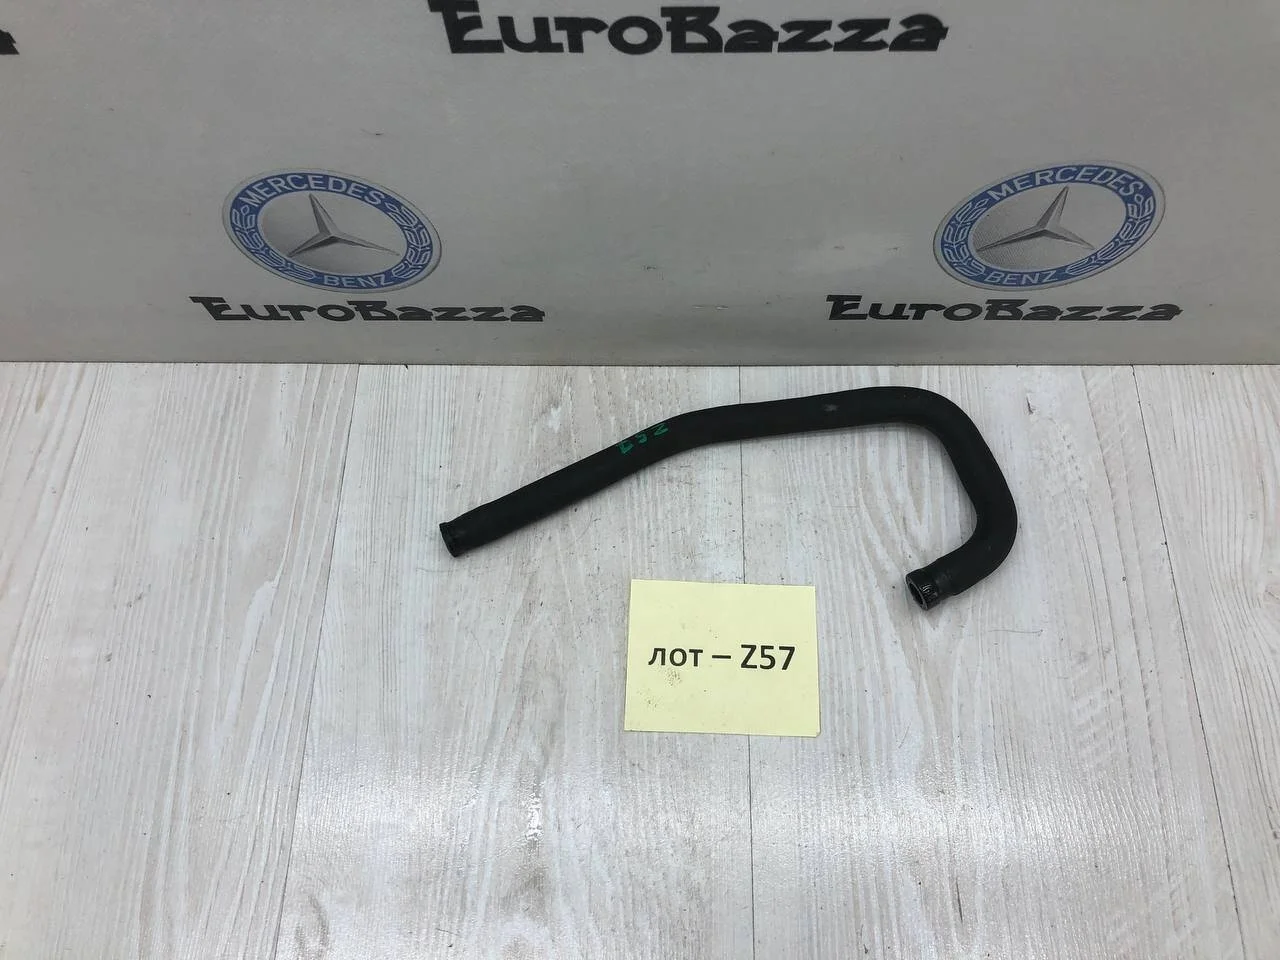 EuroBazza
MERCEDES
BENZ
EuroBazza
MERCEDES
BENZ
EuroBazza
лот – Z57